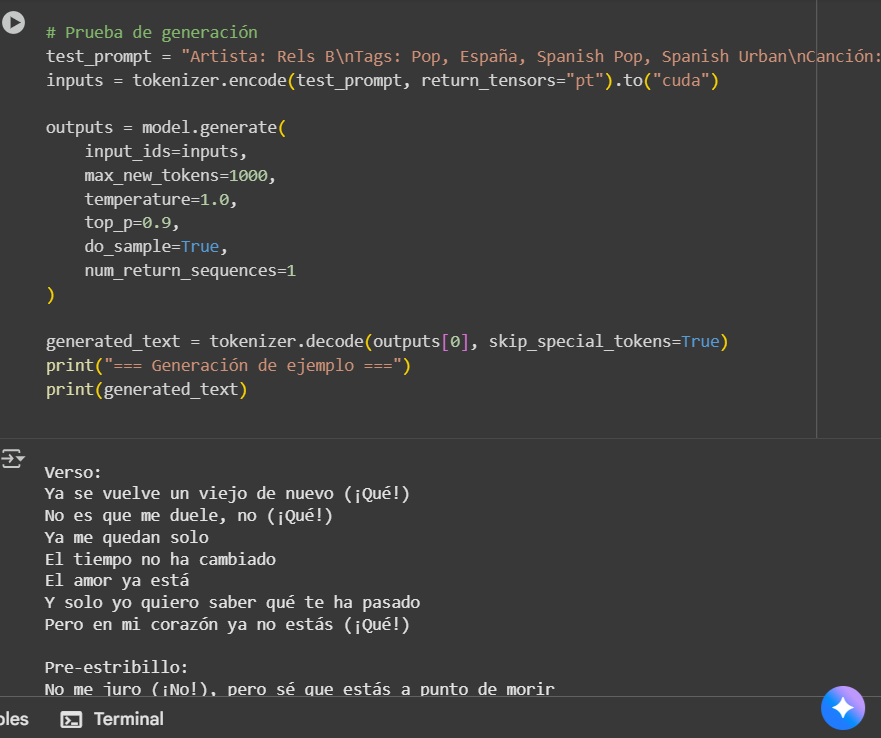 # Prueba de generación
test_prompt = "Artista: Rels B\nTags: Pop, España, Spanish Pop, Spanish Urban\nCanción:
inputs = tokenizer.encode(test_prompt, return_tensors="pt").to("cuda")
outputs = model.generate(
input_ids=inputs,
max_new_tokens=1000,
temperature=1.0,
top_p=0.9,
do_sample=True,
num_return_sequences=1
)
generated_text = tokenizer.decode(outputs[0], skip_special_tokens=True)
print("=== Generación de ejemplo ===")
print(generated_text)
Verso:
Ya se vuelve un viejo de nuevo (¡Qué!)
No es que me duele, no (¡Qué!)
Ya me quedan solo
El tiempo no ha cambiado
El amor ya está
Y solo yo quiero saber qué te ha pasado
Pero en mi corazón ya no estás (¡Qué!)
Pre-estribillo:
No me juro (¡No!), pero sé que estás a punto de morir
bles Terminal